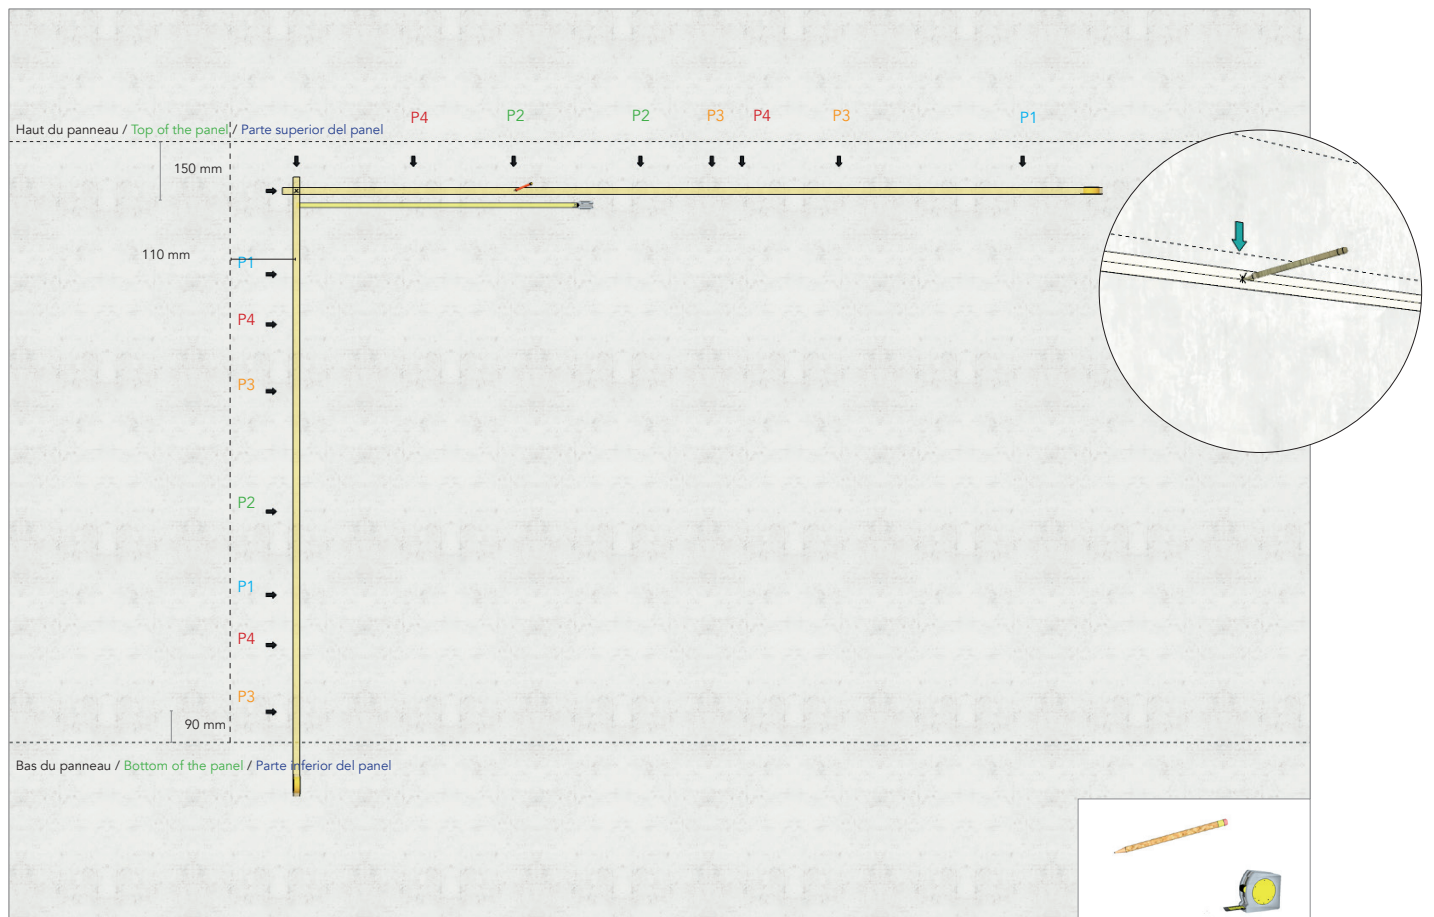 P4 P2 P2 P3 P4 P3 P1
Haut du panneau / Top of the panel / Parte superior del panel
150 mm
110 mm
P1
P4
P3
P2
P1
P4
P3
90 mm
Bas du panneau / Bottom of the panel / Parte inferior del panel